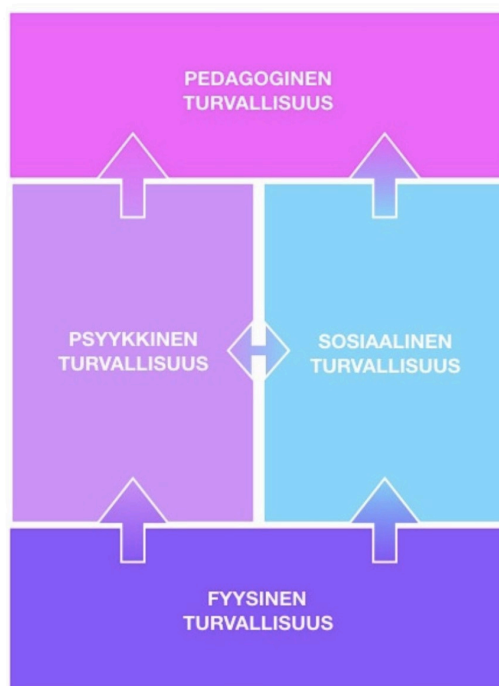 PEDAGOGINEN
TURVALLISUUS
PSYYKKINEN
TURVALLISUUS
SOSIAALINEN
TURVALLISUUS
FYYSINEN
TURVALLISUUS